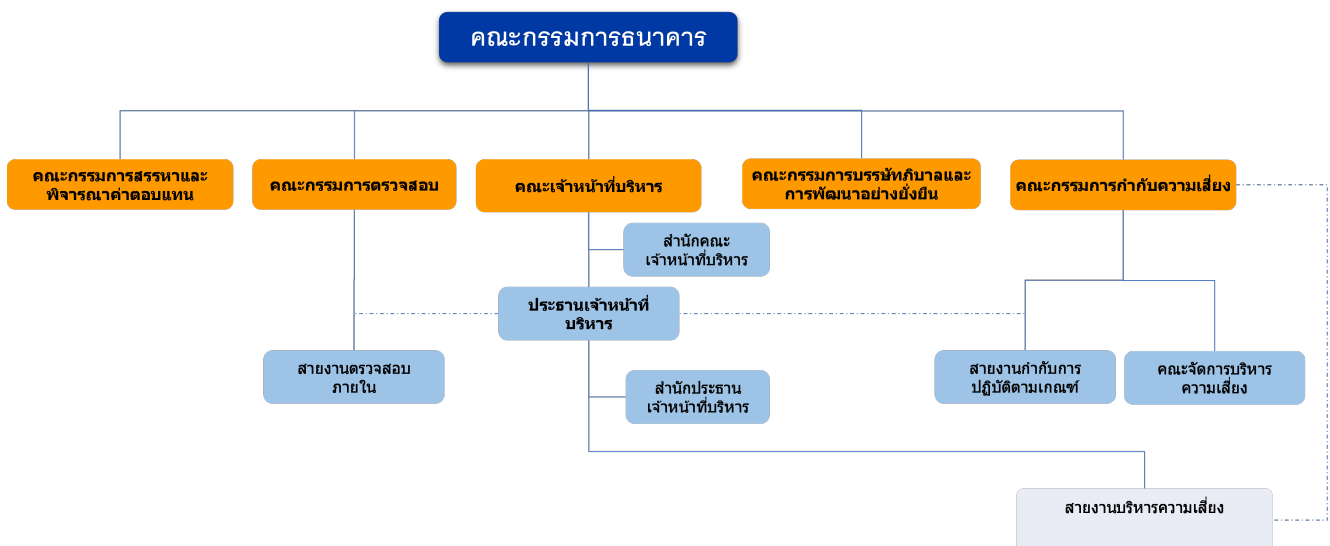 คณะกรรมการธนาคาร
คณะกรรมการสรรหาและ
พิจารณาค่าตอบแทน
คณะกรรมการตรวจสอบ
คณะเจ้าหน้าที่บริหาร
คณะกรรมการบรรษัทภิบาลและ
การพัฒนาอย่างยั่งยืน
คณะกรรมการกำกับความเสี่ยง
สำนักคณะ
เจ้าหน้าที่บริหาร
ประธานเจ้าหน้าที่
บริหาร
สายงานตรวจสอบ
ภายใน
สำนักประธาน
เจ้าหน้าที่บริหาร
สายงานกำกับการ
ปฏิบัติตามเกณฑ์
คณะจัดการบริหาร
ความเสี่ยง
สายงานบริหารความเสี่ยง